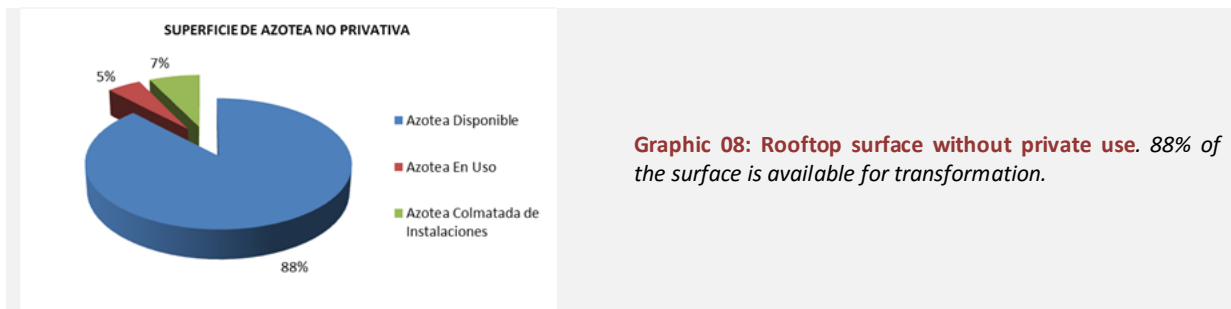 SUPERFICIE DE AZOTEA NO PRIVATIVA
7%
5%
Azotea Disponible
Azotea En Uso
Azotea Colmatada de
Instalaciones
88%
Graphic 08: Rooftop surface without private use. 88% of
the surface is available for transformation.